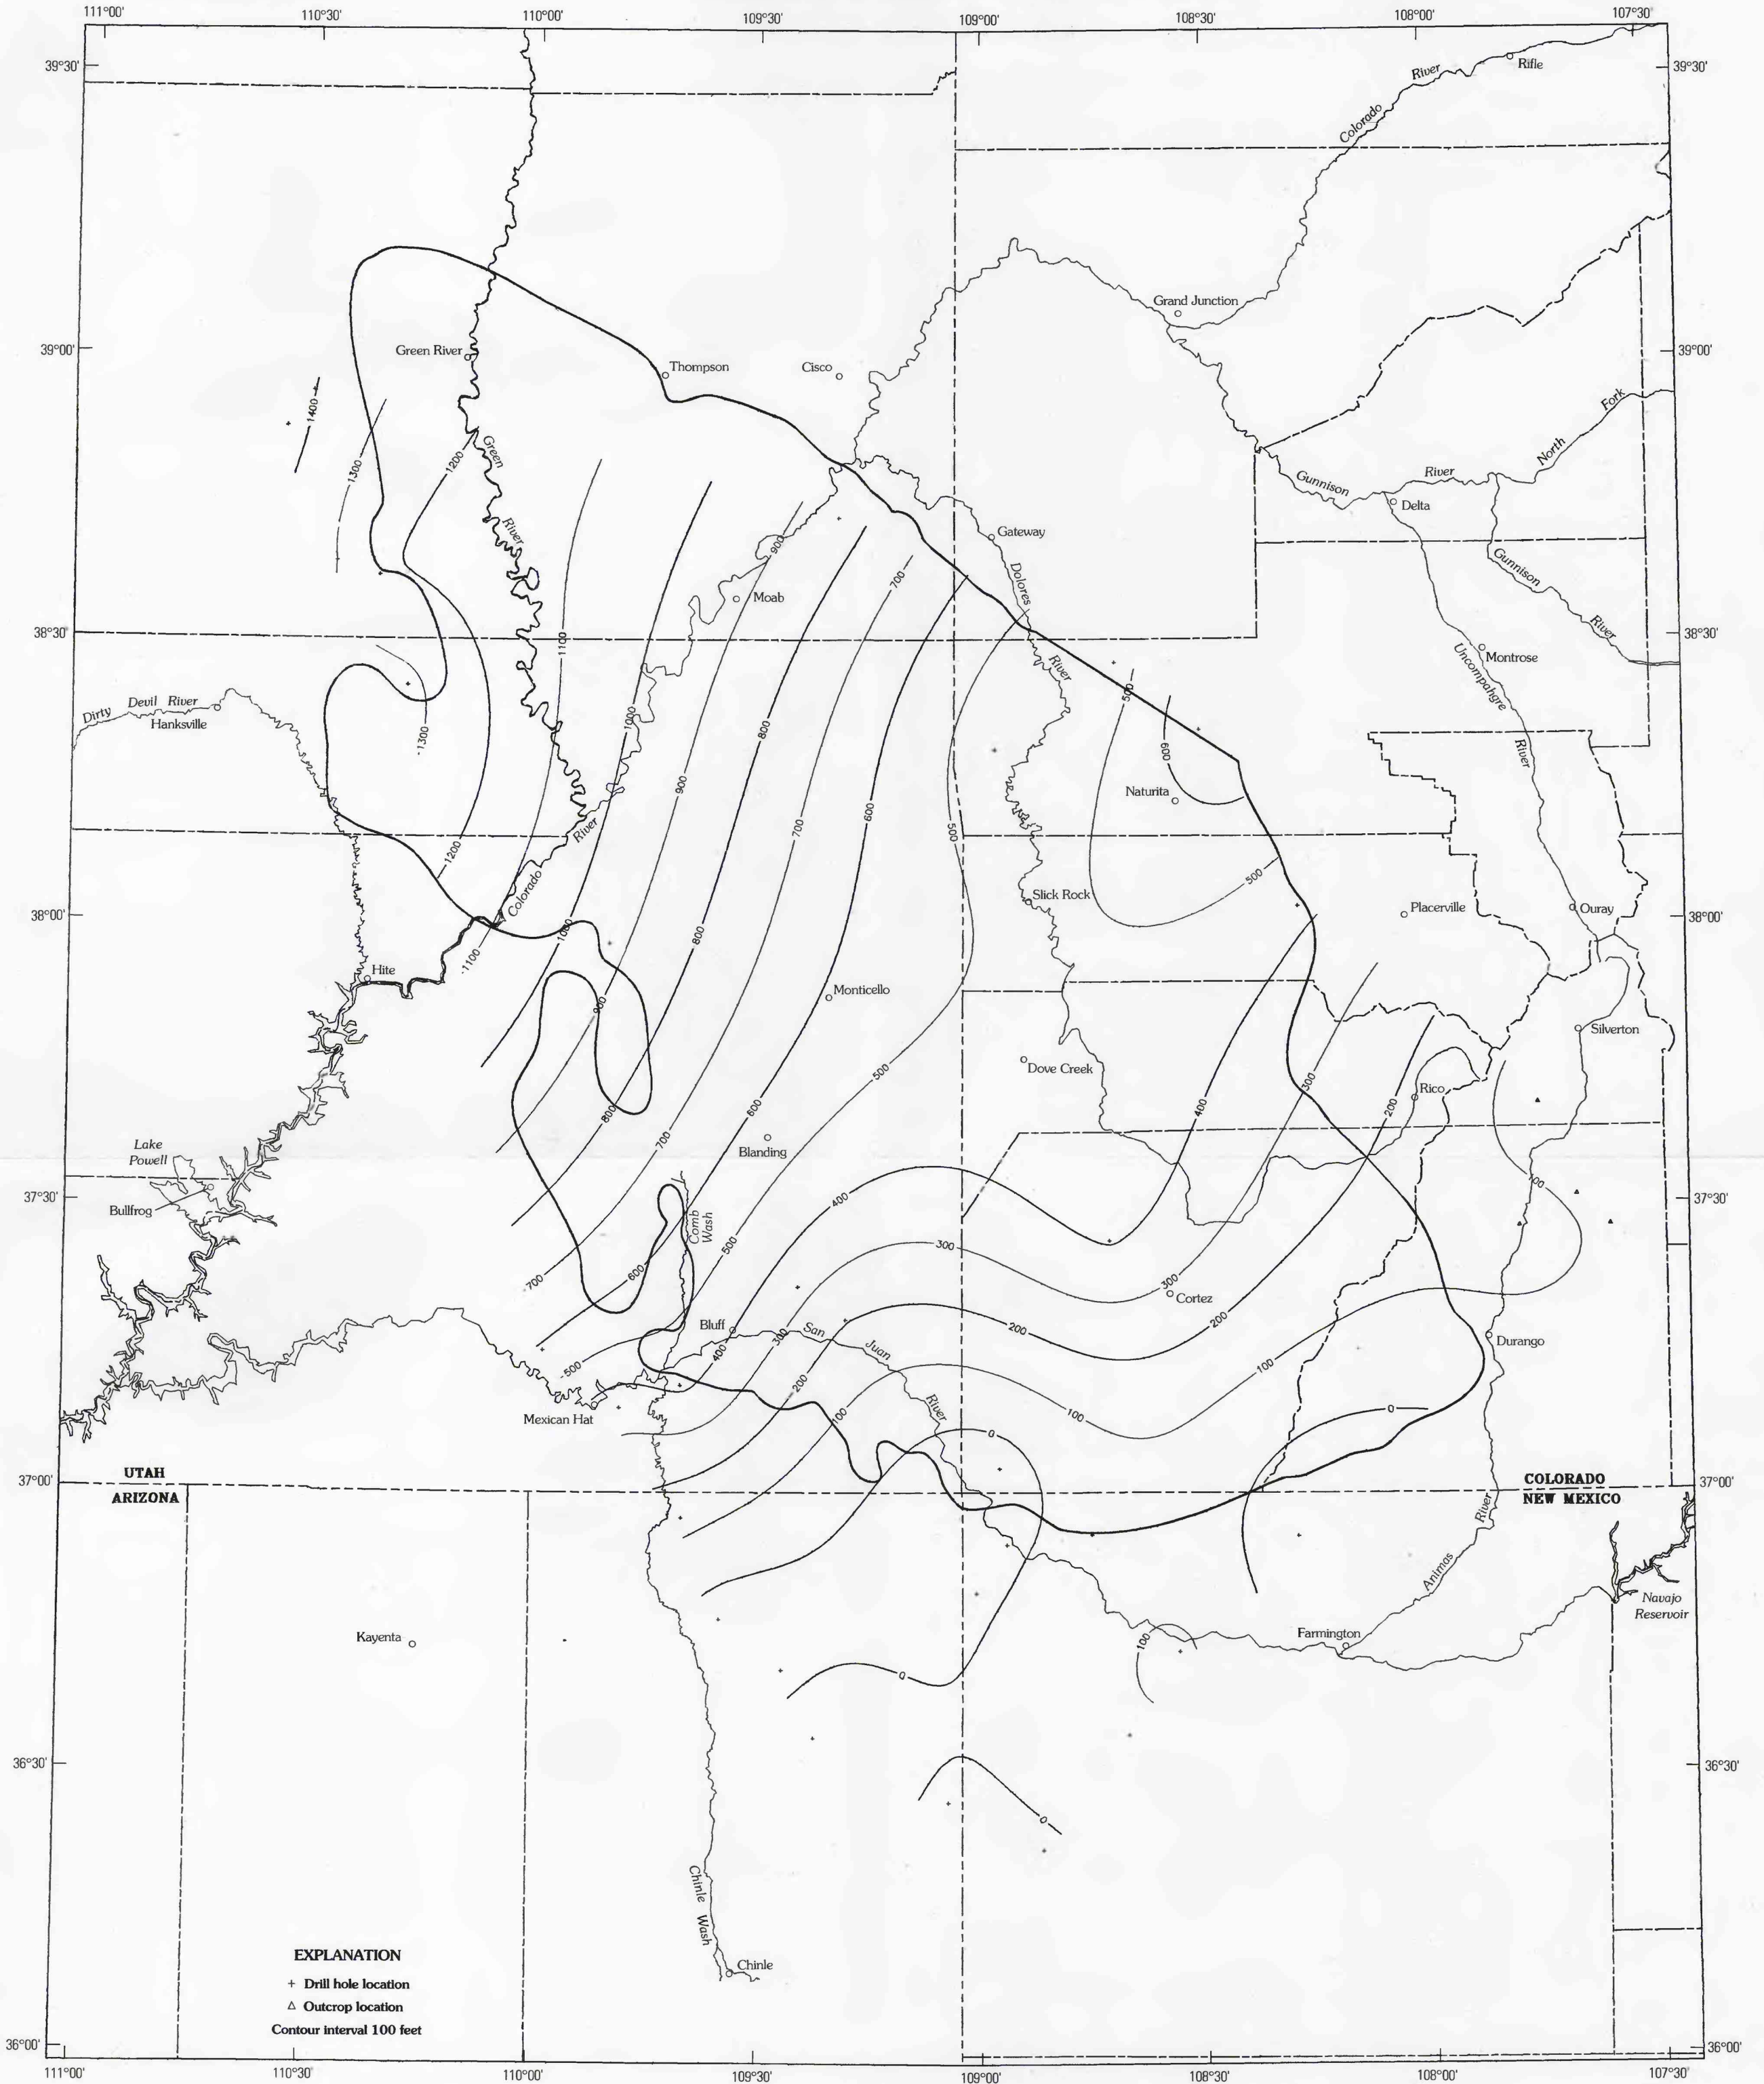 111°00'
110°30'
110°00'
109°30'
109°00'
108°30'
108°00'
107°30'
39°30'
39°30'
River
Rifle
Colorado
Grand Junction
39°00'
Green River
Thompson
Cisco
39°00'
1400
Fork
1300
1200
Green
North
River
Gunnison
Delta
River
900
Gateway
700
Dolores
Gunnison
Moab
38°30'
1100
River
38°30'
Montrose
River
Uncompahgre
500
Dirty Devil River
Hanksville
1300
1000
800
600
River
900
Naturita
600
700
500
River
1200
500
Colorado
Slick Rock
Placerville
Ouray
38°00'
38°00'
1000
800
1100
Hite
Monticello
900
Silverton
500
Dove Creek
300
Rico
800
600
400
200
700
Lake
Powell
Blanding
37°30'
Bullfrog
400
100
37°30'
Comb
Wash
500
300
600
700
300
Cortez
Bluff
San
Juan
300
200
200
Durango
400
500
100
200
River
Mexican Hat
100
100
0
0
37°00'
UTAH
ARIZONA
COLORADO
NEW MEXICO
37°00'
River
Animas
Navajo
Reservoir
Kayenta
100
Farmington
0
36°30'
36°30'
0
Chinle Wash
Chinle
EXPLANATION
+ Drill hole location
△ Outcrop location
Contour interval 100 feet
36°00'
36°00'
111°00'
110°30'
110°00'
109°30'
109°00'
108°30'
108°00'
107°30'